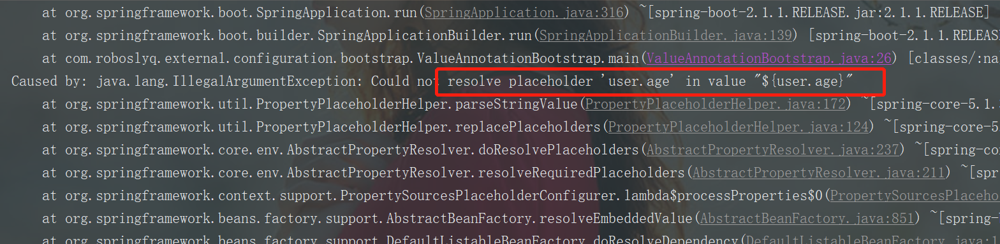 at org.springframework.boot.SpringApplication.run(SpringApplication.java:316) ~[spring-boot-2.1.1.RELEASE.jar:2.1.1.RELEASE]
at org.springframework.boot.builder.SpringApplicationBuilder.run(SpringApplicationBuilder.java:139) [spring-boot-2.1.1.RELEAS
at com.roboslyq.external.configuration.bootstrap.ValueAnnotationBootstrap.main(ValueAnnotationBootstrap.java:26) [classes/:na
Caused by: java.lang.IllegalArgumentException: Could not resolve placeholder 'user.age' in value "${user.age}"
at org.springframework.util.PropertyPlaceholderHelper.parseStringValue(PropertyPlaceholderHelper.java:172) ~[spring-core-5.1.
at org.springframework.util.PropertyPlaceholderHelper.replacePlaceholders(PropertyPlaceholderHelper.java:124) ~[spring-core-5
at org.springframework.core.env.AbstractPropertyResolver.doResolvePlaceholders(AbstractPropertyResolver.java:237) ~[spring-co
at org.springframework.core.env.AbstractPropertyResolver.resolveRequiredPlaceholders(AbstractPropertyResolver.java:211) ~[spr
at org.springframework.context.support.PropertySourcesPlaceholderConfigurer.lambda$processProperties$0(PropertySourcesPlaceho
at org.springframework.beans.factory.support.AbstractBeanFactory.resolveEmbeddedValue(AbstractBeanFactory.java:851) ~[spring-
at org.springframework.beans.factory.support.DefaultListableBeanFactory.doResolveDependency(DefaultListableBeanFactory.java:1